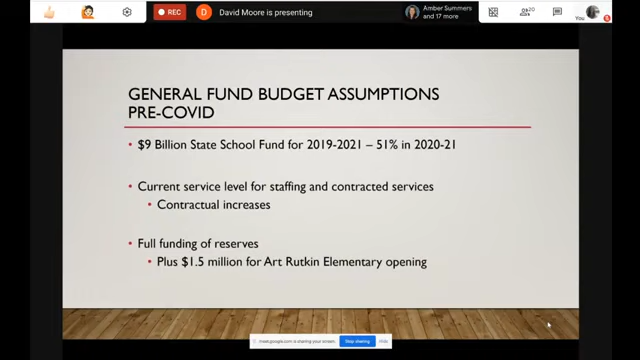 REC
D
David Moore is presenting
Amber Summers
and 17 more
20
You
GENERAL FUND BUDGET ASSUMPTIONS
PRE-COVID
• $9 Billion State School Fund for 2019-2021 – 51% in 2020-21
• Current service level for staffing and contracted services
• Contractual increases
• Full funding of reserves
• Plus $1.5 million for Art Rutkin Elementary opening
meet.google.com is sharing your screen.
Stop sharing
Hide